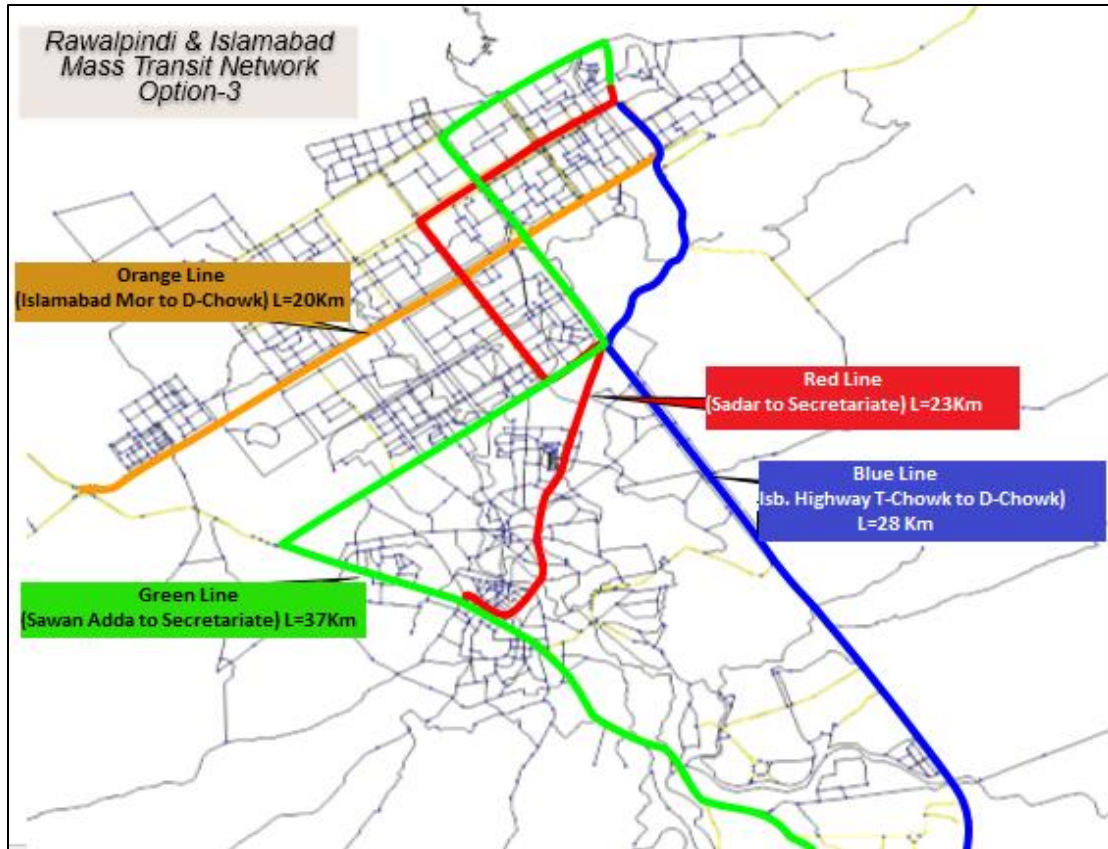 Rawalpindi & Islamabad
Mass Transit Network
Option-3
Orange Line
(Islamabad Mor to D-Chowk) L=20Km
Red Line
(Sadar to Secretariate) L=23Km
Blue Line
Isb. Highway T-Chowk to D-Chowk)
L=28 Km
Green Line
(Sawan Adda to Secretariate) L=37Km